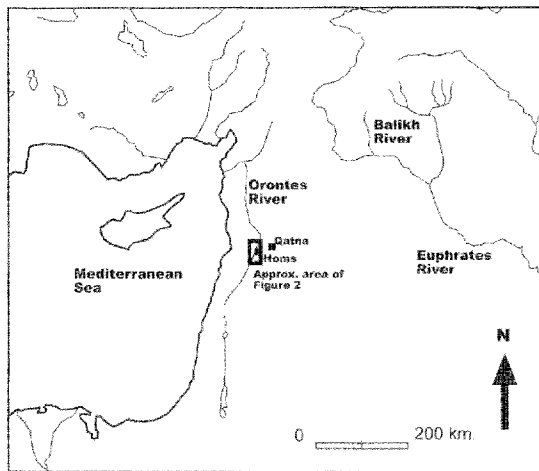 Balikh
River
Orontes
River
Qatna
Homs
Mediterranean
Sea
Approx. area of
Figure 2
Euphrates
River
N
0
200 km